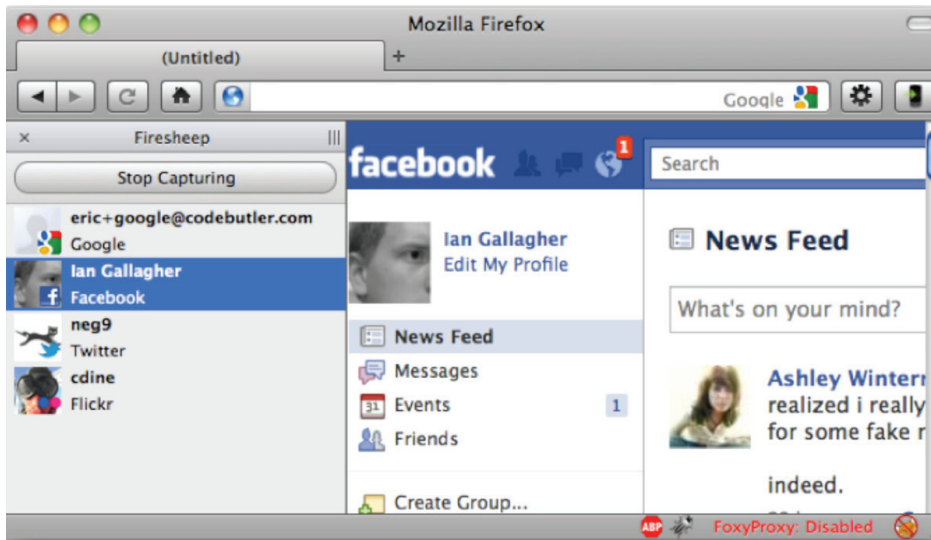 Mozilla Firefox
(Untitled)
+
Google
× Firesheep
Stop Capturing
eric+google@codebutler.com
Google
Ian Gallagher
Facebook
neg9
Twitter
cdine
Flickr
facebook
1
Search
Ian Gallagher
Edit My Profile
News Feed
Messages
31 Events 1
Friends
Create Group...
News Feed
What's on your mind?
Ashley
realized i really
for some fake
indeed.
ABP FoxyProxy: Disabled